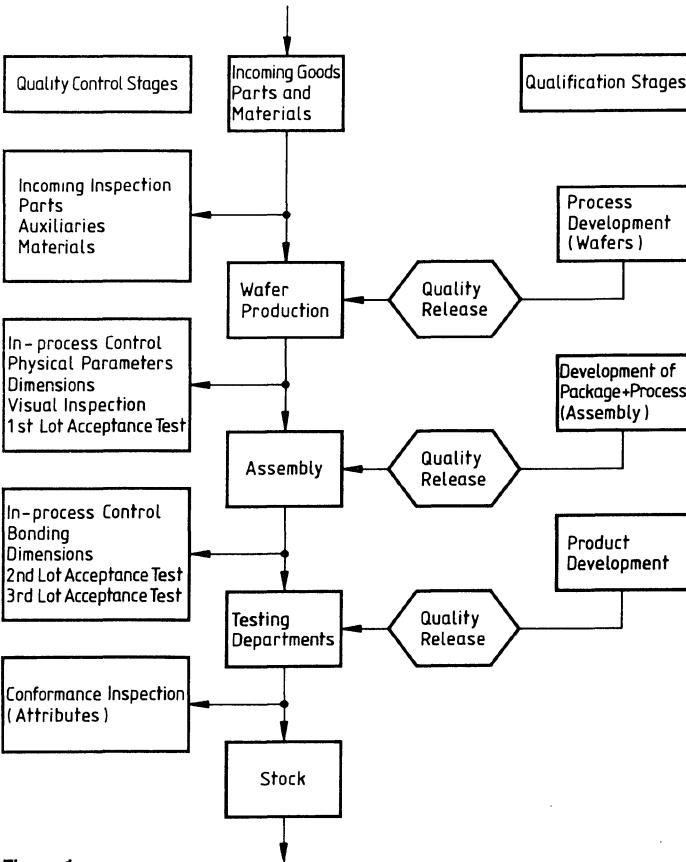 Quality Control Stages
Incoming Goods
Parts and
Materials
Qualification Stages
Incoming Inspection
Parts
Auxiliaries
Materials
Process
Development
(Wafers)
Wafer
Production
Quality
Release
In-process Control
Physical Parameters
Dimensions
Visual Inspection
1st Lot Acceptance Test
Development of
Package+Process
(Assembly)
Assembly
Quality
Release
In-process Control
Bonding
Dimensions
2nd Lot Acceptance Test
3rd Lot Acceptance Test
Product
Development
Testing
Departments
Quality
Release
Conformance Inspection
(Attributes)
Stock